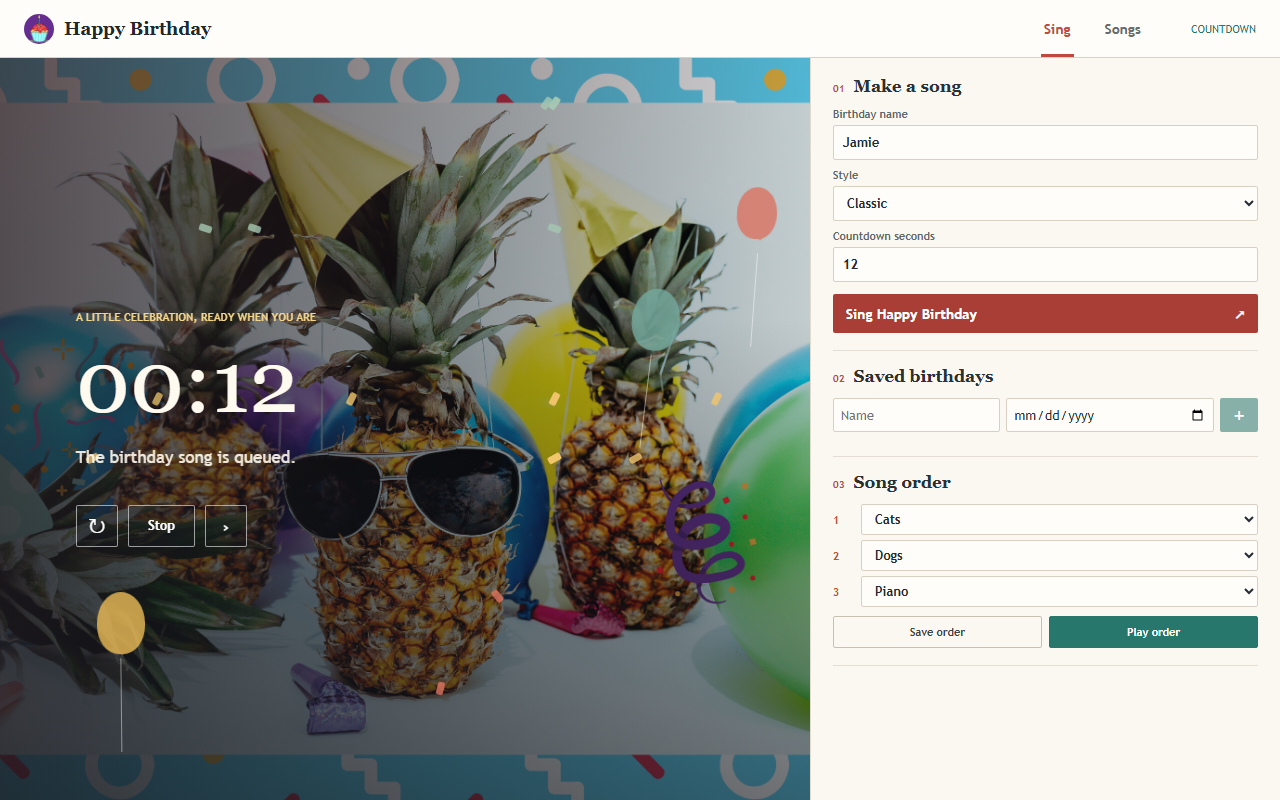 Happy Birthday
Sing
Songs
COUNTDOWN
A LITTLE CELEBRATION, READY WHEN YOU ARE
00:12
The birthday song is queued.
Stop
01 Make a song
Birthday name
Jamie
Style
Classic
Countdown seconds
12
Sing Happy Birthday
02 Saved birthdays
Name
mm/dd/yyyy
+
03 Song order
1 Cats
2 Dogs
3 Piano
Save order
Play order